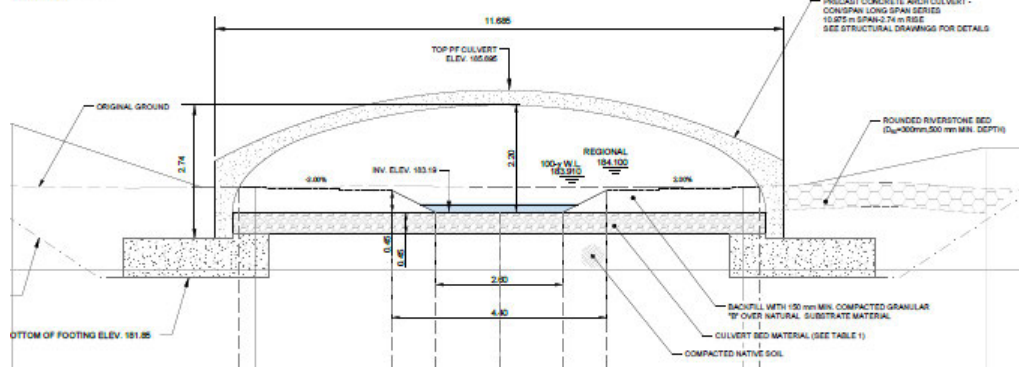 PRECAST CONCRETE ARCH CULVERT -
CON/SPAN LONG SPAN SERIES
10.975 m SPAN-2.74 m RISE
SEE STRUCTURAL DRAWINGS FOR DETAILS
11.685
TOP PF CULVERT
ELEV. 185.695
ORIGINAL GROUND
ROUNDED RIVERSTONE BED
(D50=300mm,500 mm MIN. DEPTH)
2.74
2.20
REGIONAL
184.100
100-y W.L.
183.910
INV. ELEV. 183.19
-2.00%
2.00%
0.45
0.45
2.60
4.40
BACKFILL WITH 150 mm MIN. COMPACTED GRANULAR
"B" OVER NATURAL SUBSTRATE MATERIAL
CULVERT BED MATERIAL (SEE TABLE 1)
COMPACTED NATIVE SOIL
OTTOM OF FOOTING ELEV. 181.85